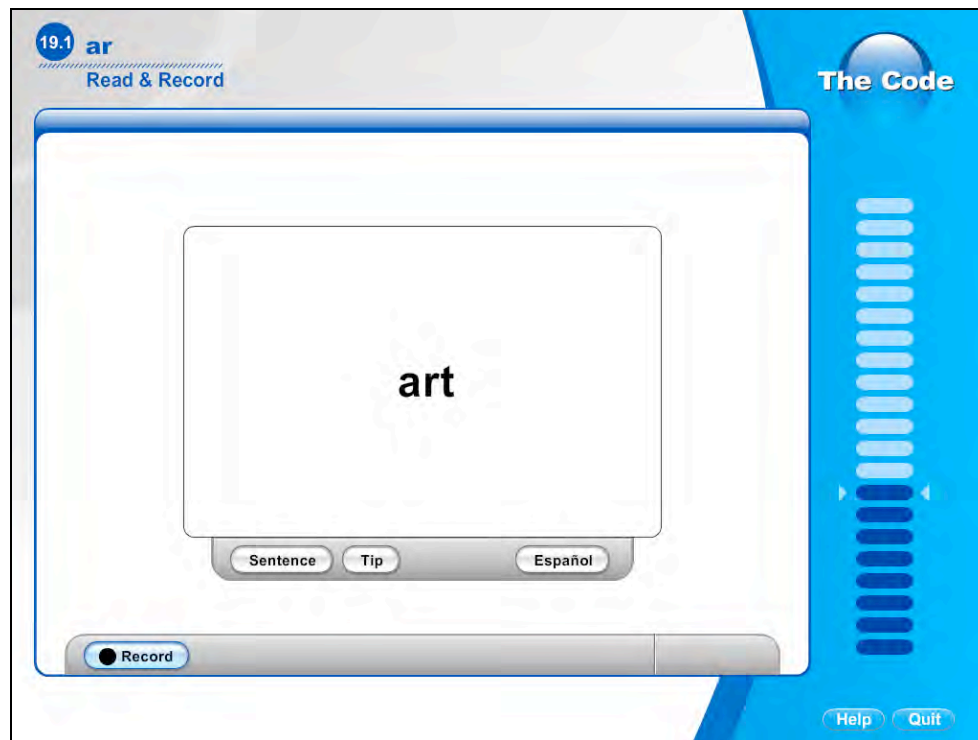 19.1 ar
Read & Record
The Code
art
Sentence Tip Español
Record
Help Quit